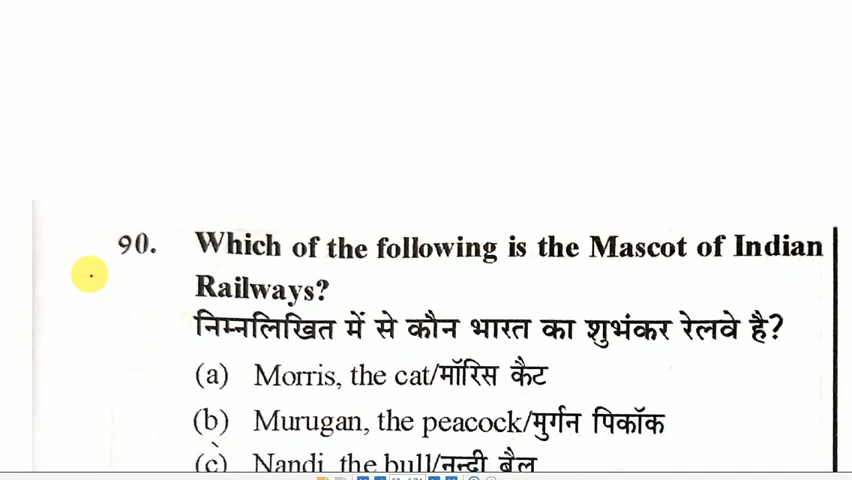 90. Which of the following is the Mascot of Indian
Railways?
निम्नलिखित में से कौन भारत का शुभंकर रेलवे है?
(a) Morris, the cat/मॉरिस कैट
(b) Murugan, the peacock/मुर्गन पिकॉक
(c) Nandi, the bull/नन्दी बैल